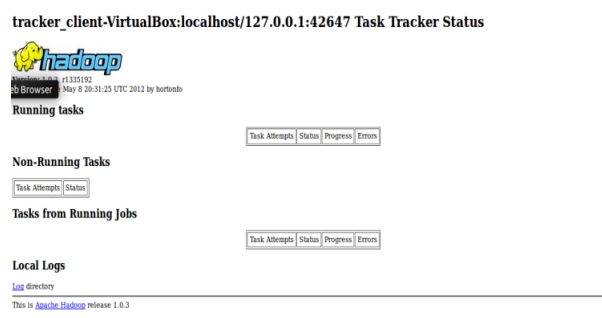 tracker_client-VirtualBox:localhost/127.0.0.1:42647 Task Tracker Status
hadoop
1.0.3, r1335192
eb Browser May 8 20:31:25 UTC 2012 by hortonfo
Running tasks
Task Attempts Status Progress Errors
Non-Running Tasks
Task Attempts Status
Tasks from Running Jobs
Task Attempts Status Progress Errors
Local Logs
Log directory
This is Apache Hadoop release 1.0.3